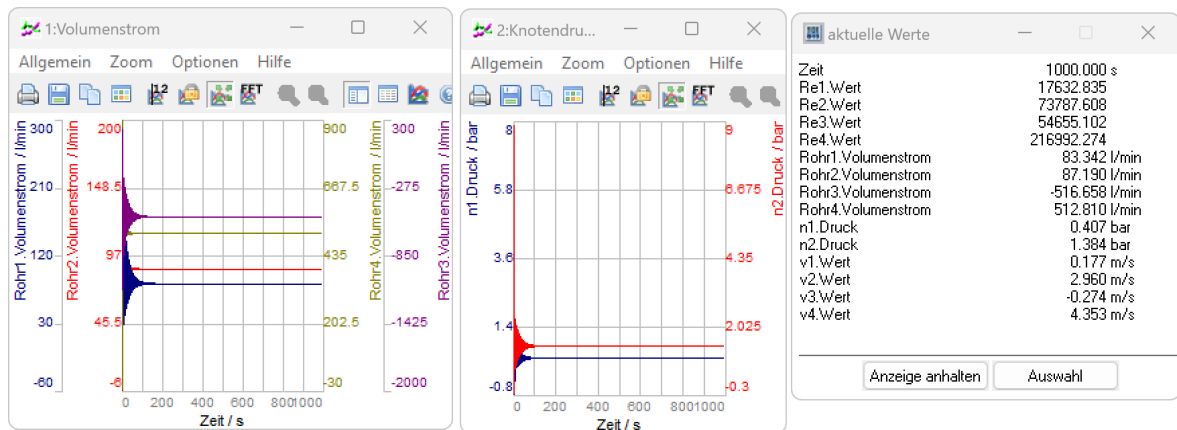 1:Volumenstrom
Allgemein Zoom Optionen Hilfe
12 FFT
300 200 900 300
210 148.5 667.5 -275
120 97 435 -850
30 45.5 202.5 -1425
-60 -6 -30 -2000
Rohr1.Volumenstrom / l/min
Rohr2.Volumenstrom / l/min
Rohr4.Volumenstrom / l/min
Rohr3.Volumenstrom / l/min
0 200 400 600 800 1000
Zeit / s
2:Knotendru...
Allgemein Zoom Optionen Hilfe
12 FFT
8 9
5.8 6.675
3.6 4.35
1.4 2.025
-0.8 -0.3
n1.Druck / bar
n2.Druck / bar
0 200 400 600 800 1000
Zeit / s
aktuelle Werte
Zeit 1000.000 s
Re1.Wert 17632.835
Re2.Wert 73787.608
Re3.Wert 54655.102
Re4.Wert 216992.274
Rohr1.Volumenstrom 83.342 l/min
Rohr2.Volumenstrom 87.190 l/min
Rohr3.Volumenstrom -516.658 l/min
Rohr4.Volumenstrom 512.810 l/min
n1.Druck 0.407 bar
n2.Druck 1.384 bar
v1.Wert 0.177 m/s
v2.Wert 2.960 m/s
v3.Wert -0.274 m/s
v4.Wert 4.353 m/s
Anzeige anhalten Auswahl